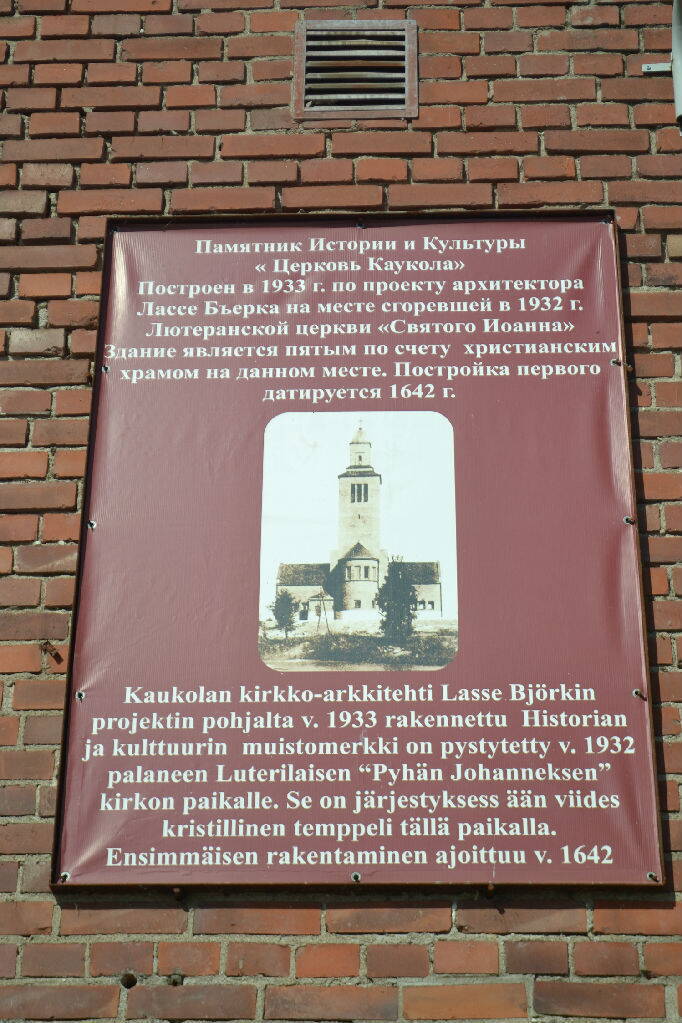 Памятник Истории и Культуры
« Церковь Каукола»
Построен в 1933 г. по проекту архитектора
Лассе Бъерка на месте сгоревшей в 1932 г.
Лютеранской церкви «Святого Иоанна»
Здание является пятым по счету христианским
храмом на данном месте. Постройка первого
датируется 1642 г.
Kaukolan kirkko-arkkitehti Lasse Björkin
projektin pohjalta v. 1933 rakennettu Historian
ja kulttuurin muistomerkki on pystytetty v. 1932
palaneen Luterilaisen “Pyhän Johanneksen”
kirkon paikalle. Se on järjestyksess ään viides
kristillinen temppeli tällä paikalla.
Ensimmäisen rakentaminen ajoittuu v. 1642